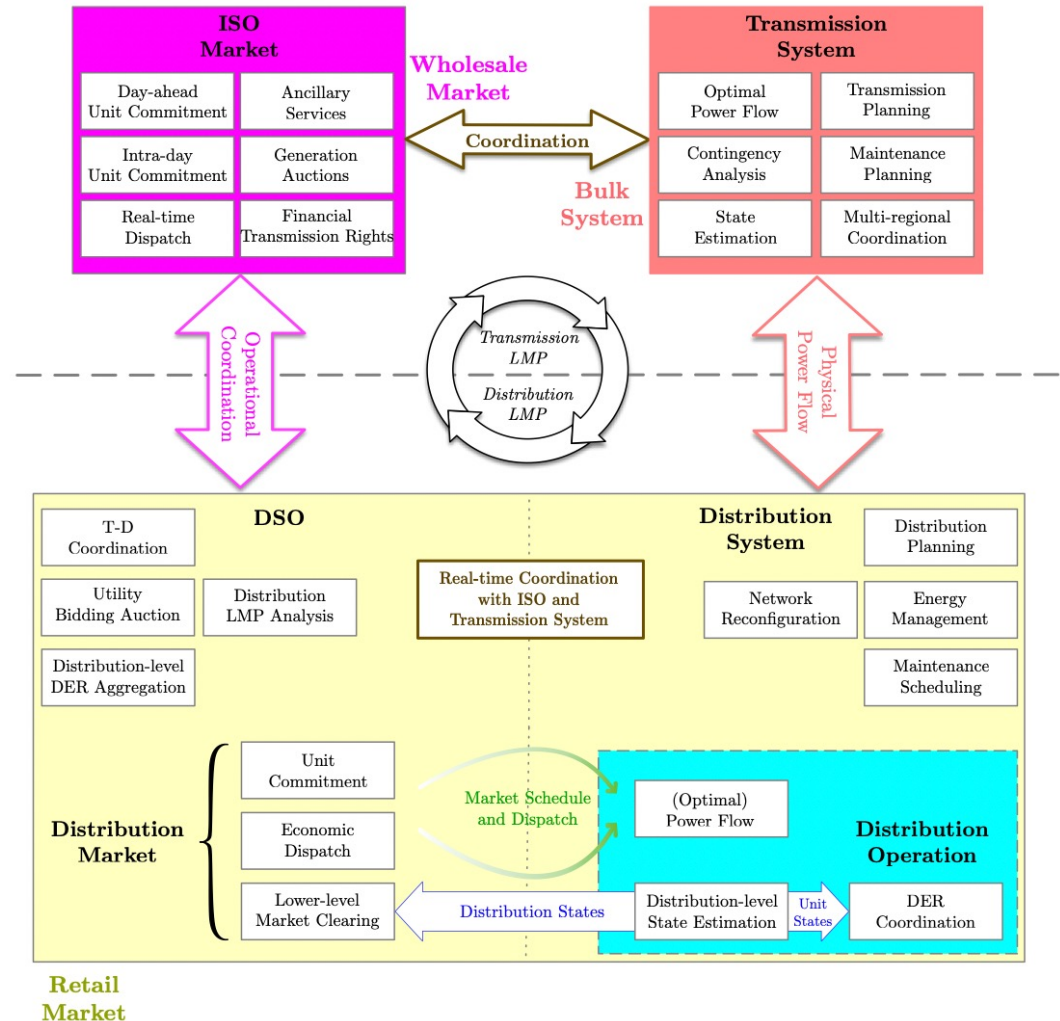 ISO
Market
Day-ahead
Unit Commitment
Ancillary
Services
Intra-day
Unit Commitment
Generation
Auctions
Real-time
Dispatch
Financial
Transmission Rights
Wholesale
Market
Coordination
Bulk
System
Transmission
System
Optimal
Power Flow
Transmission
Planning
Contingency
Analysis
Maintenance
Planning
State
Estimation
Multi-regional
Coordination
Operational
Coordination
Transmission
LMP
Distribution
LMP
Physical
Power Flow
DSO
T-D
Coordination
Utility
Bidding Auction
Distribution
LMP Analysis
Distribution-level
DER Aggregation
Real-time Coordination
with ISO and
Transmission System
Distribution
System
Distribution
Planning
Network
Reconfiguration
Energy
Management
Maintenance
Scheduling
Distribution
Market
Unit
Commitment
Economic
Dispatch
Lower-level
Market Clearing
Market Schedule
and Dispatch
(Optimal)
Power Flow
Distribution
Operation
Distribution States
Distribution-level
State Estimation
Unit
States
DER
Coordination
Retail
Market